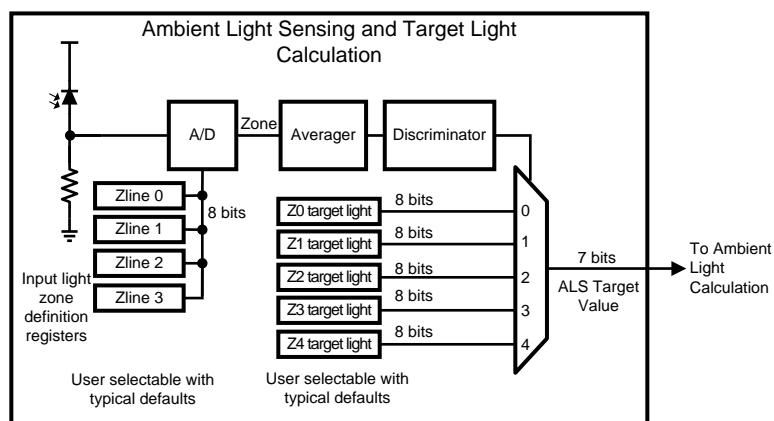 Ambient Light Sensing and Target Light
Calculation
A/D
Zone
Averager
Discriminator
Zline 0
Zline 1
Zline 2
Zline 3
8 bits
Input light
zone
definition
registers
User selectable with
typical defaults
Z0 target light
8 bits
0
Z1 target light
8 bits
1
Z2 target light
8 bits
2
Z3 target light
8 bits
3
Z4 target light
8 bits
4
User selectable with
typical defaults
7 bits
ALS Target
Value
To Ambient
Light
Calculation